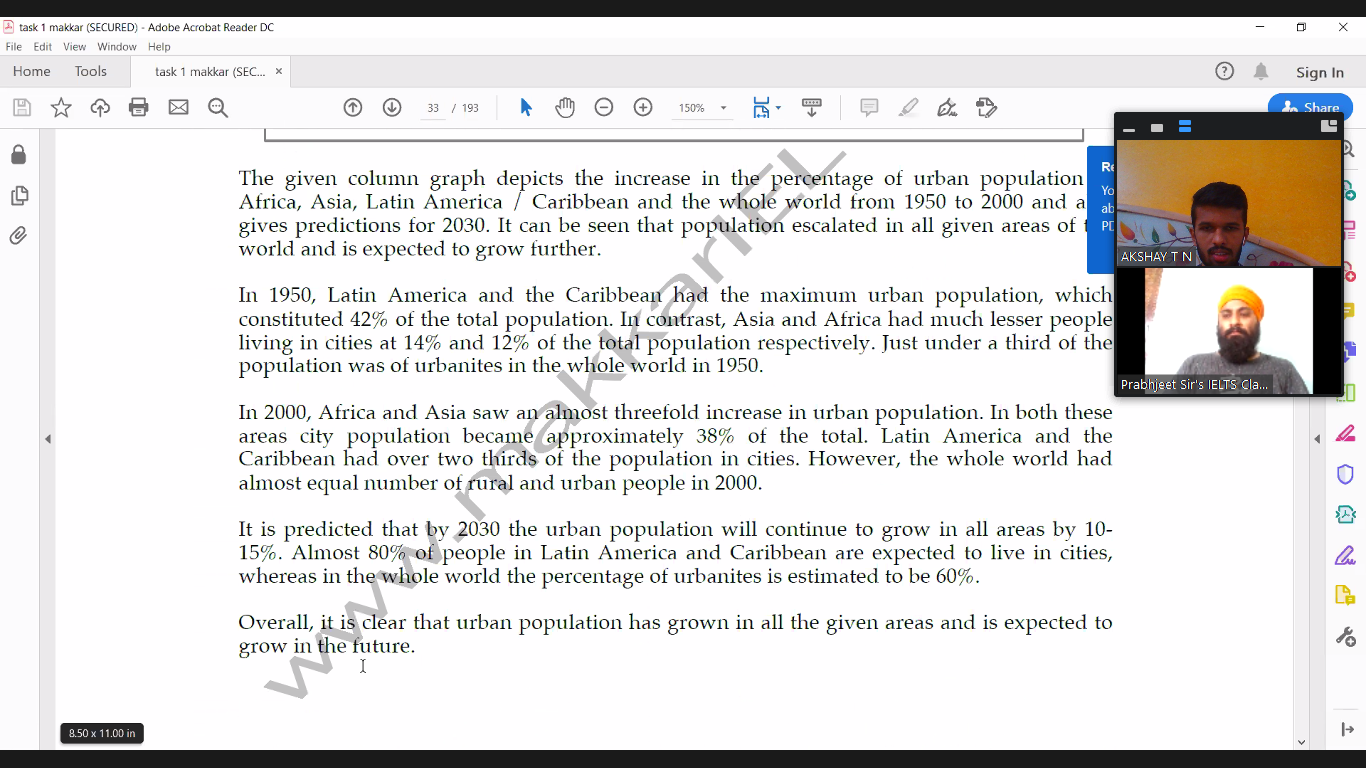 task 1 makkar (SECURED) - Adobe Acrobat Reader DC
File Edit View Window Help
Home Tools task 1 makkar (SEC... × Sign In
33 / 193 150% Share
The given column graph depicts the increase in the percentage of urban population
Africa, Asia, Latin America / Caribbean and the whole world from 1950 to 2000 and
gives predictions for 2030. It can be seen that population escalated in all given areas of
world and is expected to grow further.
In 1950, Latin America and the Caribbean had the maximum urban population, which
constituted 42% of the total population. In contrast, Asia and Africa had much lesser people
living in cities at 14% and 12% of the total population respectively. Just under a third of the
population was of urbanites in the whole world in 1950.
In 2000, Africa and Asia saw an almost threefold increase in urban population. In both these
areas city population became approximately 38% of the total. Latin America and the
Caribbean had over two thirds of the population in cities. However, the whole world had
almost equal number of rural and urban people in 2000.
It is predicted that by 2030 the urban population will continue to grow in all areas by 10-
15%. Almost 80% of people in Latin America and Caribbean are expected to live in cities,
whereas in the whole world the percentage of urbanites is estimated to be 60%.
Overall, it is clear that urban population has grown in all the given areas and is expected to
grow in the future.
www.makkarIEL
AKSHAY T N
Prabhjeet Sir's IELTS Cla...
8.50 x 11.00 in